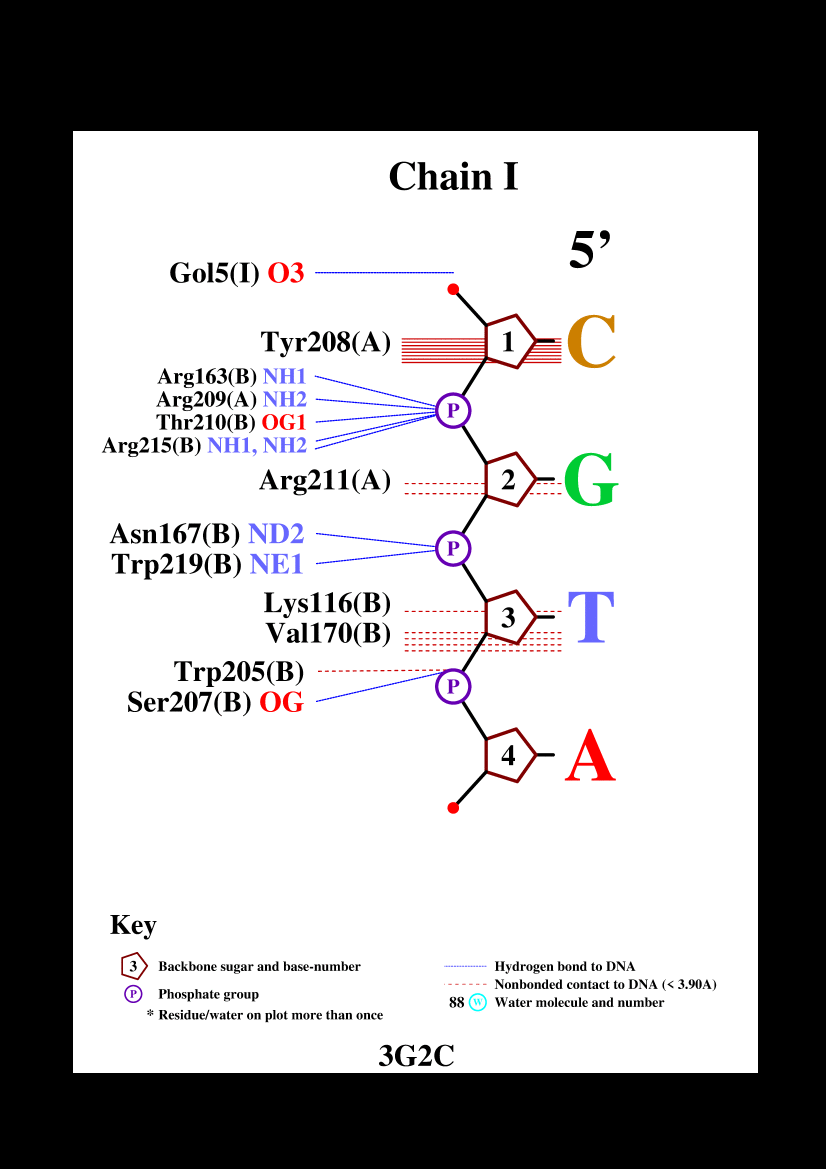 Chain I
5’
Gol5(I) O3
Tyr208(A)
1
C
Arg163(B) NH1
Arg209(A) NH2
Thr210(B) OG1
Arg215(B) NH1, NH2
P
Arg211(A)
2
G
Asn167(B) ND2
Trp219(B) NE1
P
Lys116(B)
Val170(B)
3
T
Trp205(B)
Ser207(B) OG
P
4
A
Key
3 Backbone sugar and base-number
P Phosphate group
* Residue/water on plot more than once
Hydrogen bond to DNA
Nonbonded contact to DNA (< 3.90A)
88 W Water molecule and number
3G2C